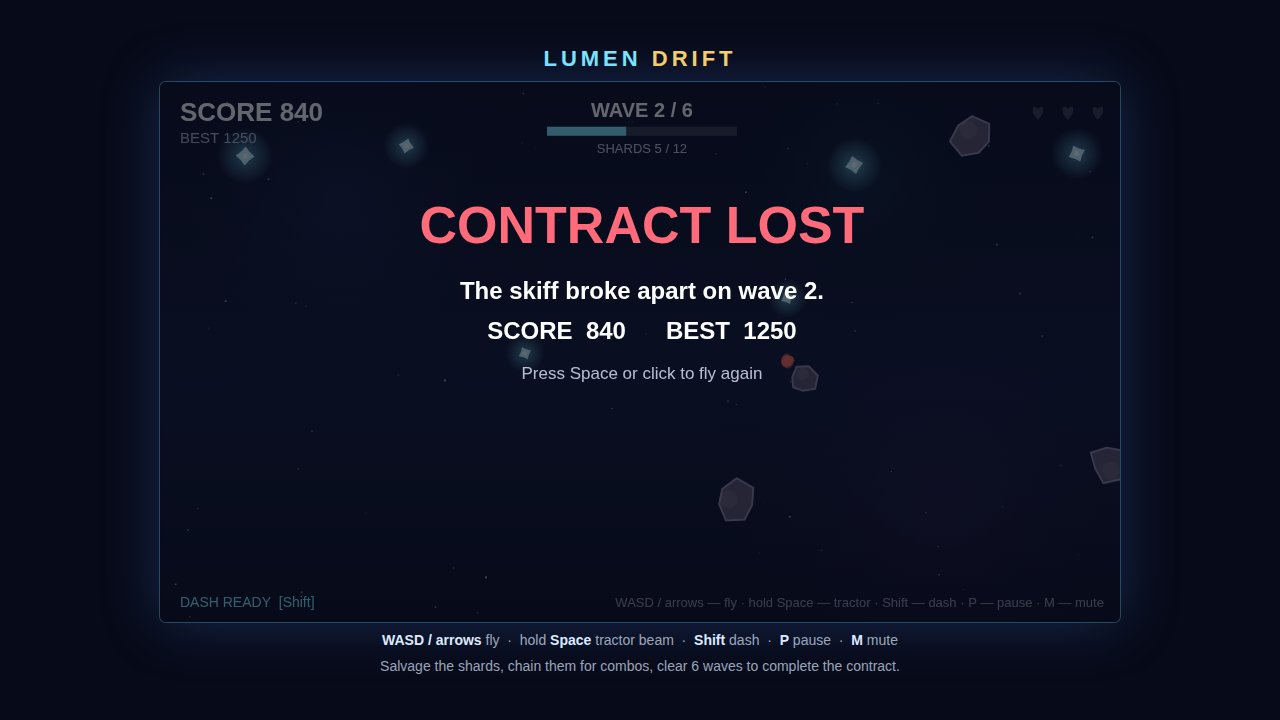 LUMEN DRIFT
SCORE 840
WAVE 2 / 6
BEST 1250
SHARDS 5 / 12
CONTRACT LOST
The skiff broke apart on wave 2.
SCORE 840 BEST 1250
Press Space or click to fly again
DASH READY [Shift]
WASD / arrows — fly · hold Space — tractor · Shift — dash · P — pause · M — mute
WASD / arrows fly · hold Space tractor beam · Shift dash · P pause · M mute
Salvage the shards, chain them for combos, clear 6 waves to complete the contract.